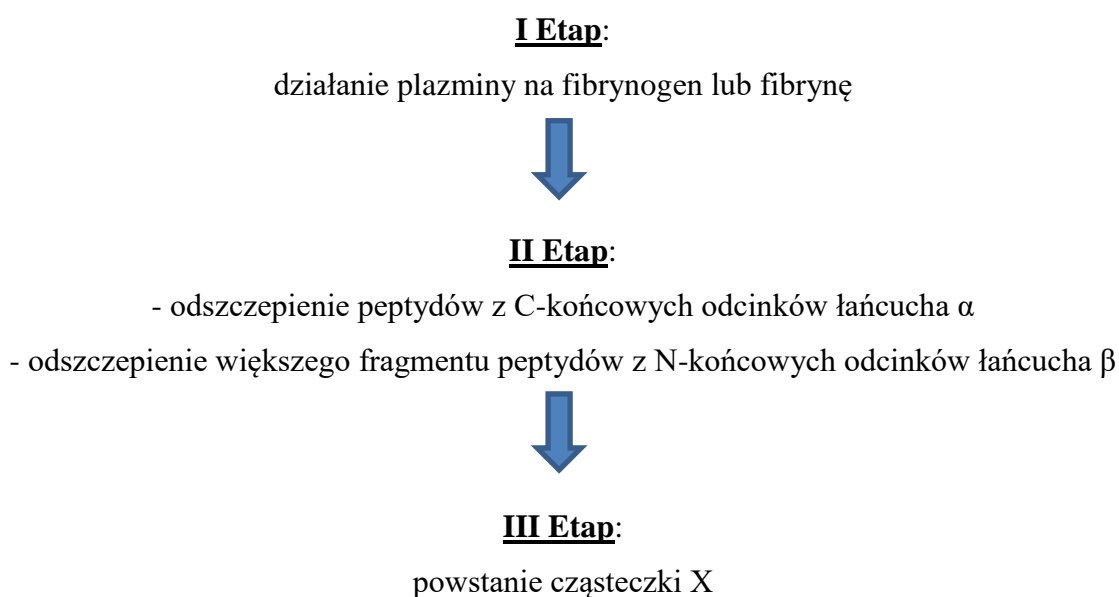 I Etap:
działanie plazminy na fibrynogen lub fibrynę
II Etap:
- odszczepienie peptydów z C-końcowych odcinków łańcucha α
- odszczepienie większego fragmentu peptydów z N-końcowych odcinków łańcucha β
III Etap:
powstanie cząsteczki X